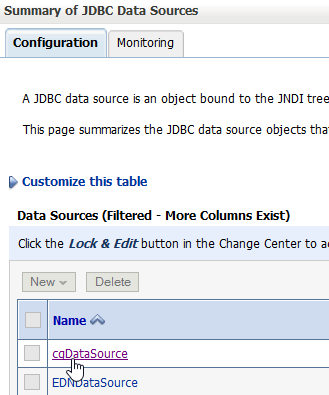 Summary of JDBC Data Sources
Configuration Monitoring
A JDBC data source is an object bound to the JNDI tree
This page summarizes the JDBC data source objects
Customize this table
Data Sources (Filtered - More Columns Exist)
Click the Lock & Edit button in the Change Center to
New Delete
Name
cgDataSource
EDNDataSource